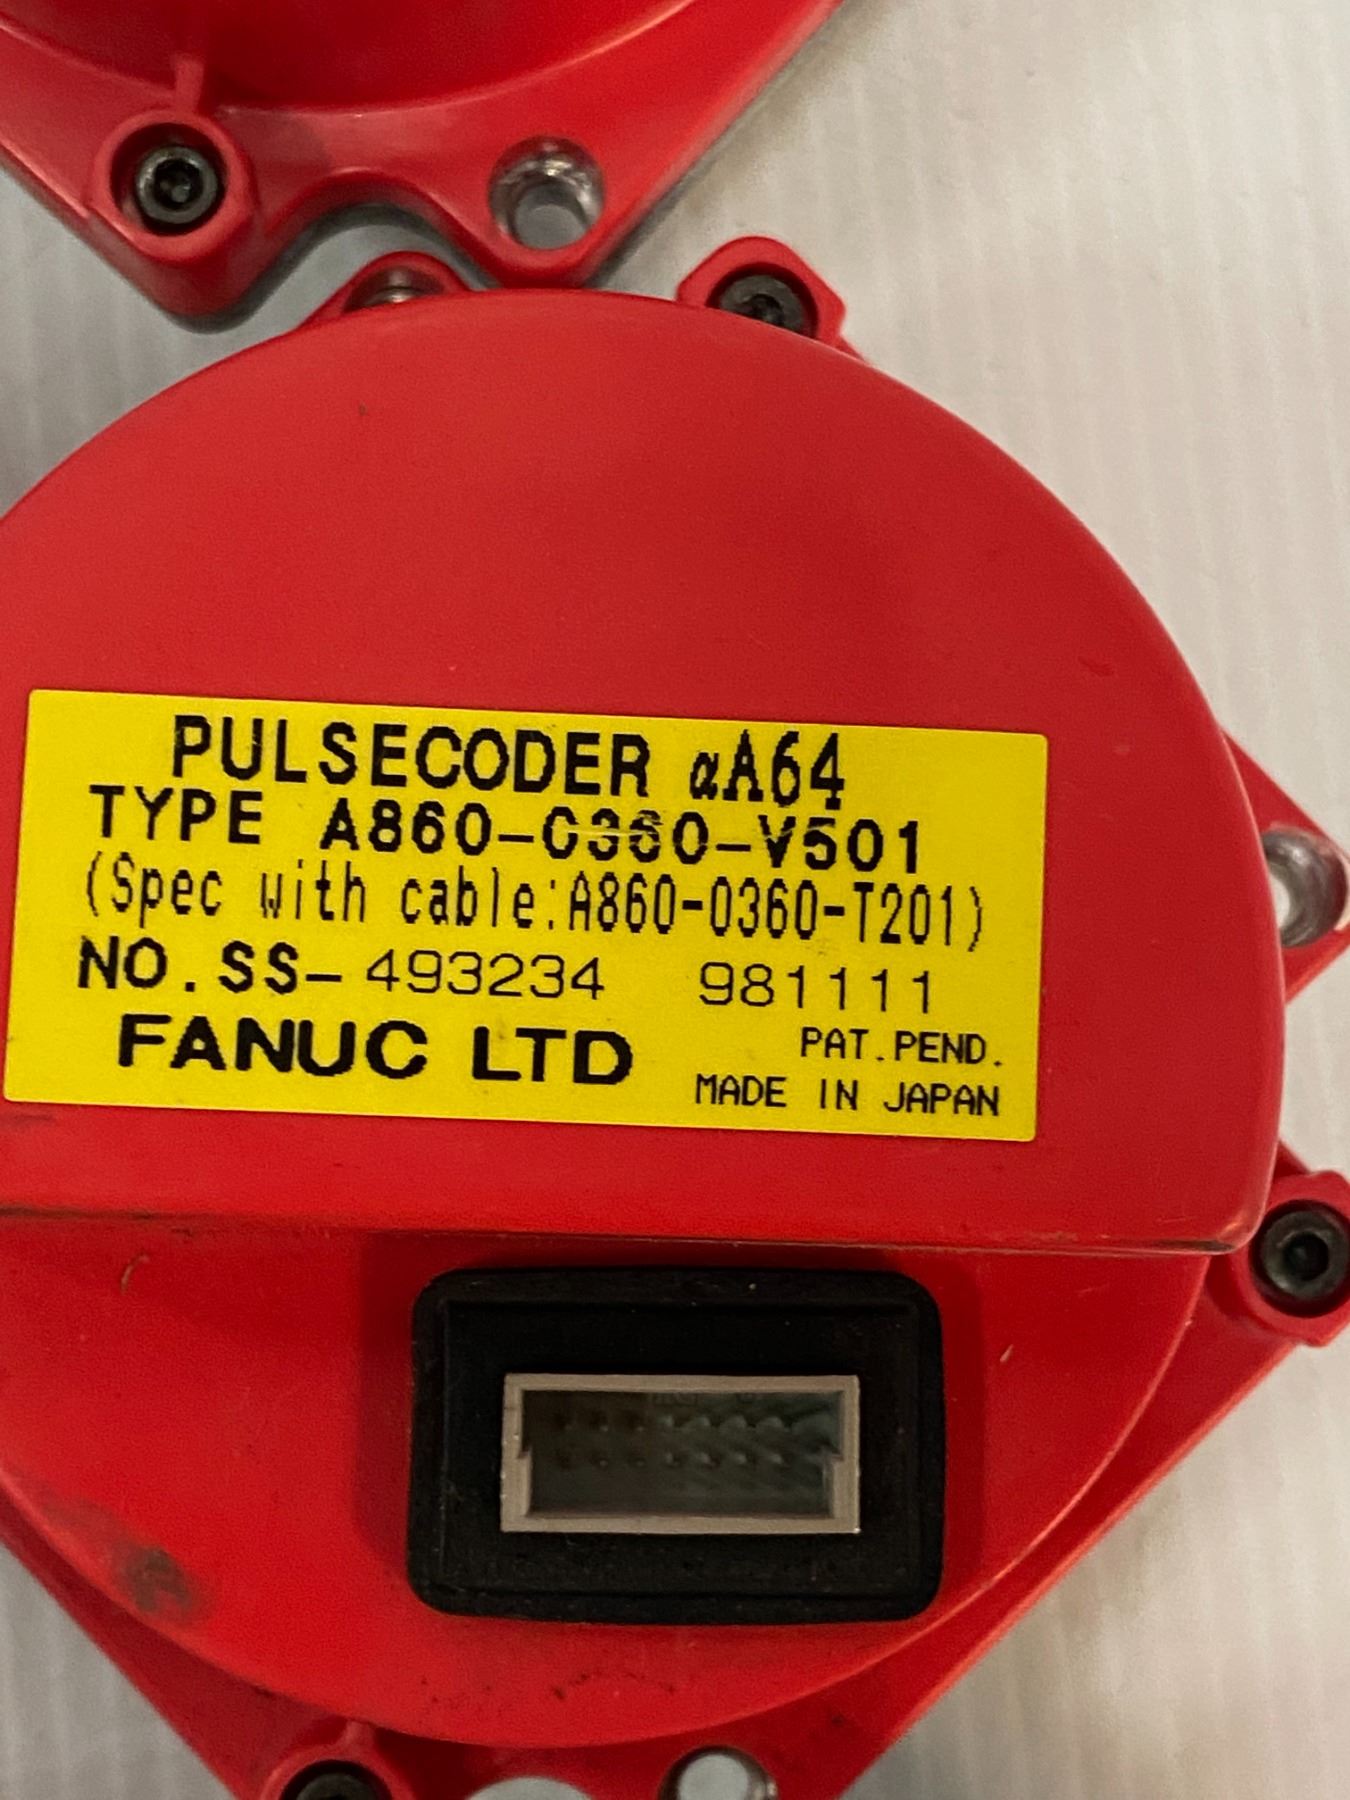 PULSECODER αA64
TYPE A860-0360-V501
(Spec with cable:A860-0360-T201)
NO.SS-493234 981111
FANUC LTD PAT.PEND.
MADE IN JAPAN